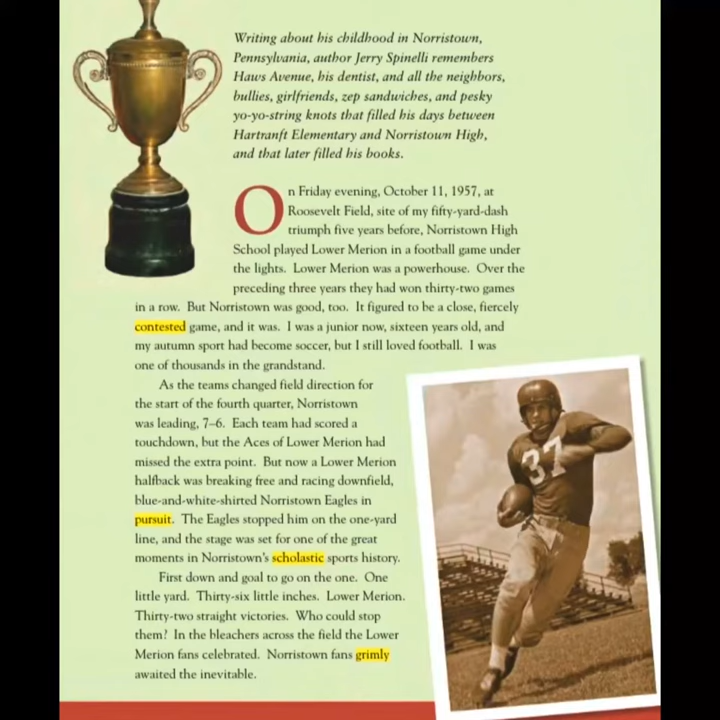 Writing about his childhood in Norristown,
Pennsylvania, author Jerry Spinelli remembers
Haws Avenue, his dentist, and all the neighbors,
bullies, girlfriends, zep sandwiches, and pesky
yo-yo-string knots that filled his days between
Hartranft Elementary and Norristown High,
and that later filled his books.
On Friday evening, October 11, 1957, at
Roosevelt Field, site of my fifty-yard-dash
triumph five years before, Norristown High
School played Lower Merion in a football game under
the lights. Lower Merion was a powerhouse. Over the
preceding three years they had won thirty-two games
in a row. But Norristown was good, too. It figured to be a close, fiercely
contested game, and it was. I was a junior now, sixteen years old, and
my autumn sport had become soccer, but I still loved football. I was
one of thousands in the grandstand.
As the teams changed field direction for
the start of the fourth quarter, Norristown
was leading, 7–6. Each team had scored a
touchdown, but the Aces of Lower Merion had
missed the extra point. But now a Lower Merion
halfback was breaking free and racing downfield,
blue-and-white-shirted Norristown Eagles in
pursuit. The Eagles stopped him on the one-yard
line, and the stage was set for one of the great
moments in Norristown's scholastic sports history.
First down and goal to go on the one. One
little yard. Thirty-six little inches. Lower Merion.
Thirty-two straight victories. Who could stop
them? In the bleachers across the field the Lower
Merion fans celebrated. Norristown fans grimly
awaited the inevitable.
37